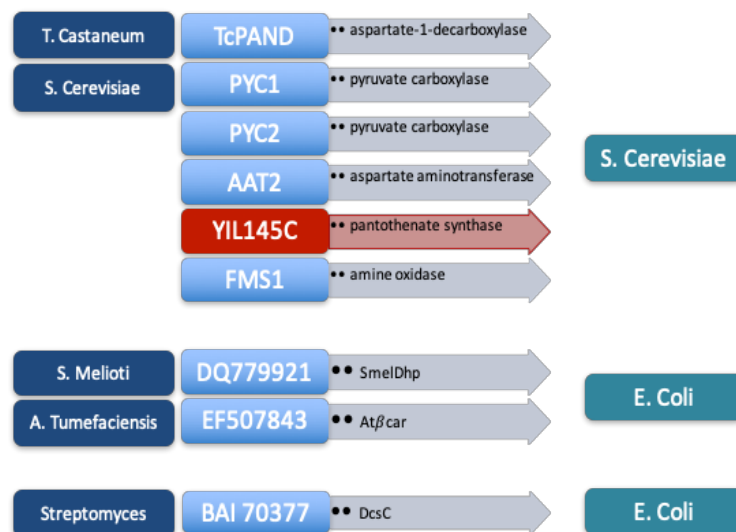 T. Castaneum TcPAND •• aspartate-1-decarboxylase
S. Cerevisiae PYC1 •• pyruvate carboxylase
PYC2 •• pyruvate carboxylase
S. Cerevisiae
AAT2 •• aspartate aminotransferase
YIL145C •• pantothenate synthase
FMS1 •• amine oxidase
S. Melioti DQ779921 •• SmelDhp
E. Coli
A. Tumefaciensis EF507843 •• Atβcar
Streptomyces BAI 70377 •• DcsC E. Coli